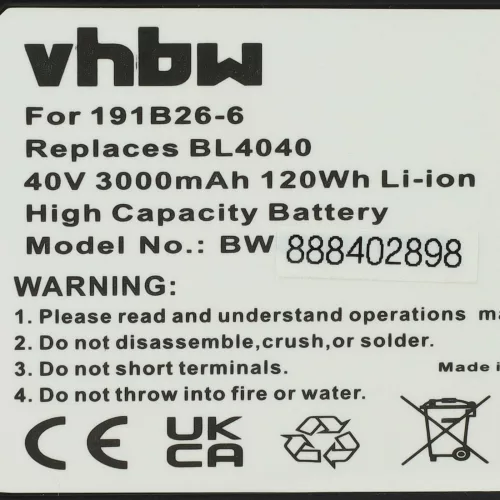 vhbw
For 191B26-6
Replaces BL4040
40V 3000mAh 120Wh Li-ion
High Capacity Battery
Model No.: BW 888402898
WARNING:
1. Please read and understand operations
2. Do not disassemble,crush,or solder.
3. Do not short terminals.
Made
4. Do not throw into fire or water.
CE UK CA